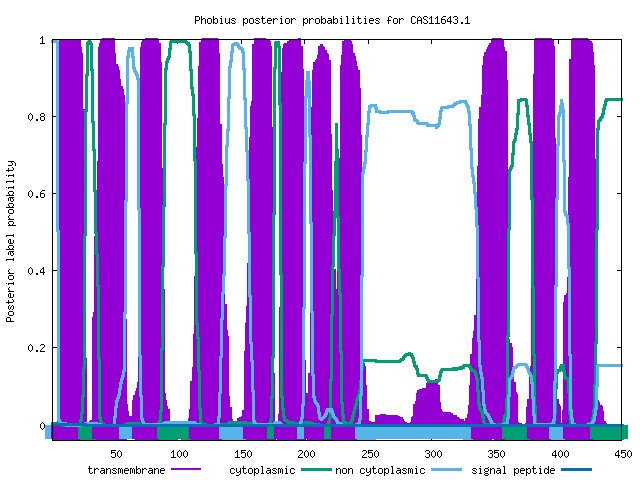 Phobius posterior probabilities for CAS11643.1
Posterior label probability
1
0.8
0.6
0.4
0.2
0
50 100 150 200 250 300 350 400 450
transmembrane cytoplasmic non cytoplasmic signal peptide